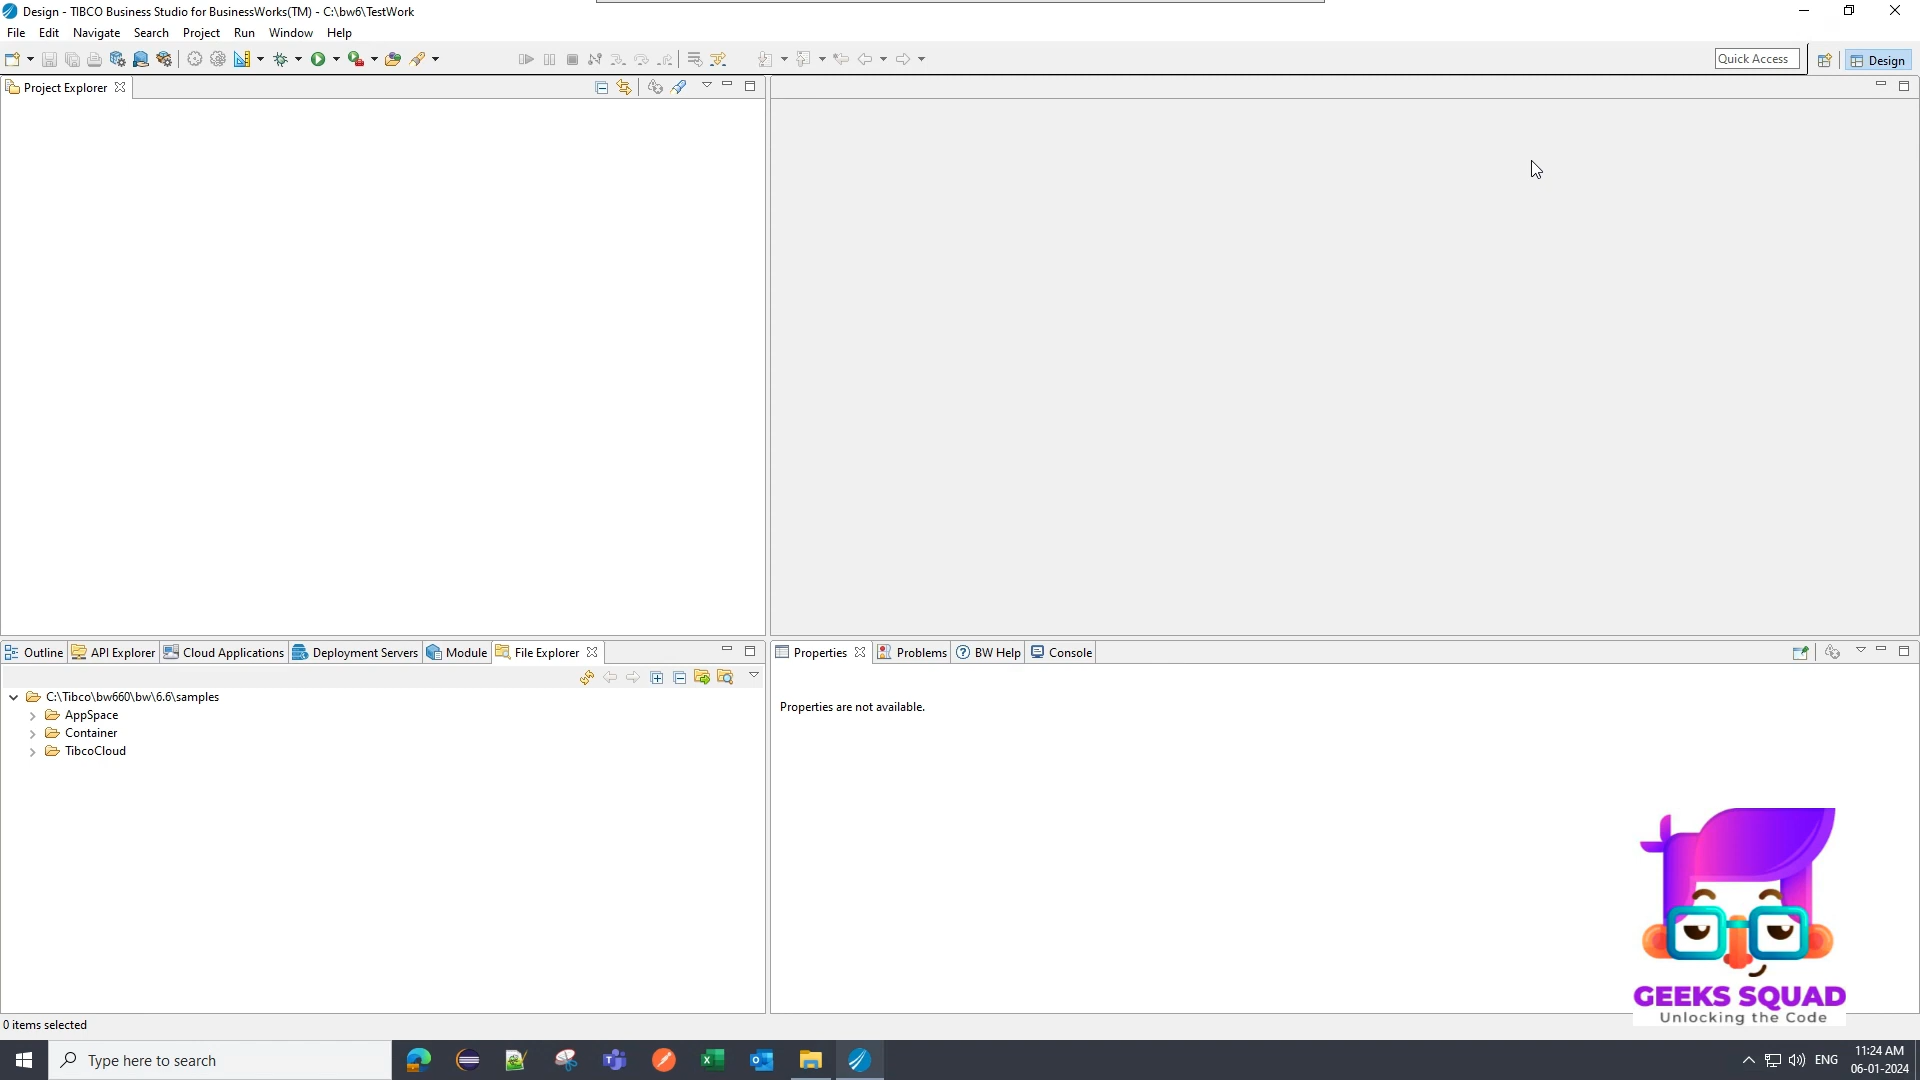 Design - TIBCO Business Studio for BusinessWorks(TM) - C:\bw6\TestWork
File Edit Navigate Search Project Run Window Help
Quick Access Design
Project Explorer
Outline API Explorer Cloud Applications Deployment Servers Module File Explorer
C:\Tibco\bw660\bw\6.6\samples
AppSpace
Container
TibcoCloud
Properties Problems BW Help Console
Properties are not available.
GEEKS SQUAD
Unlocking the Code
0 items selected
Type here to search
ENG
11:24 AM
06-01-2024